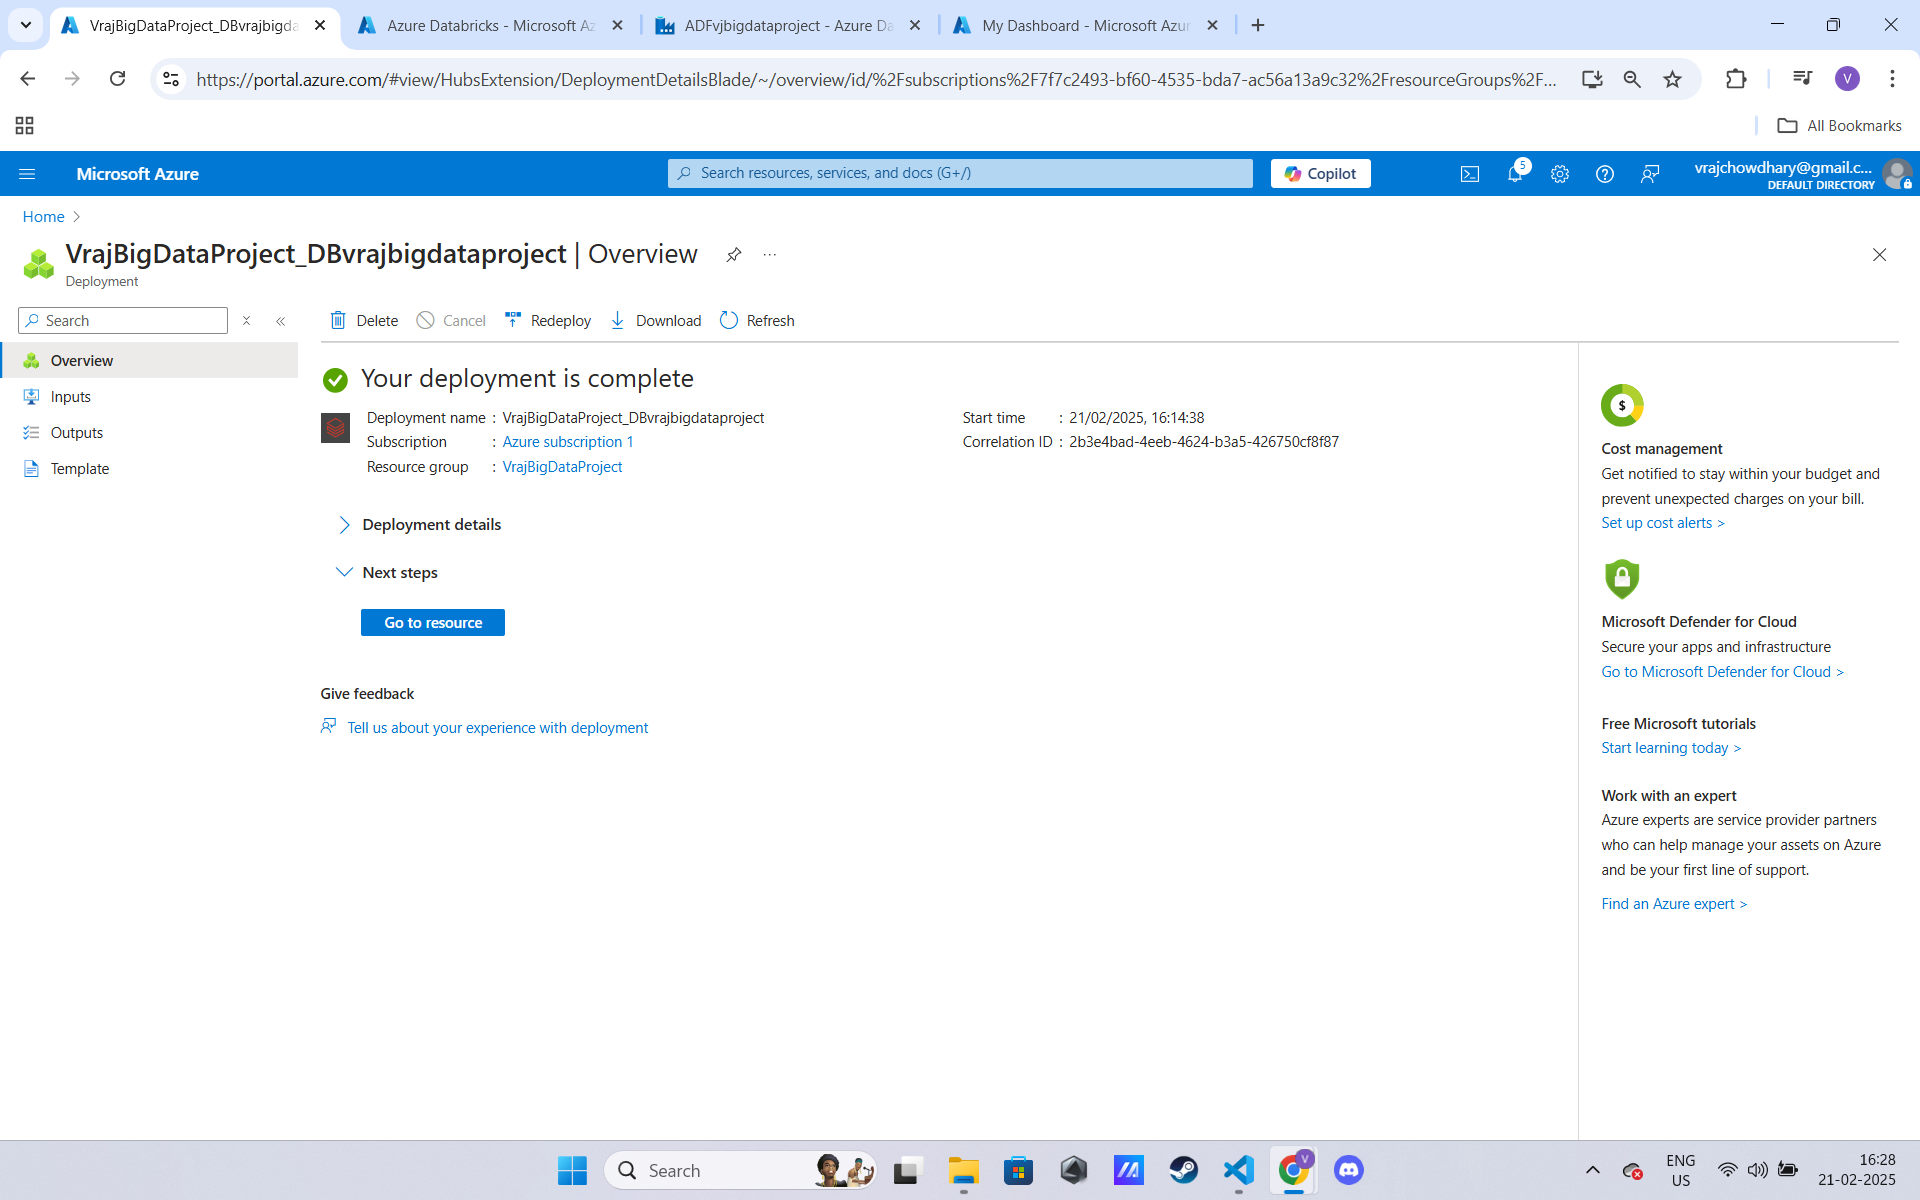 VrajBigDataProject_DBvrajbigda
Azure Databricks - Microsoft Az
ADFvjbigdataproject - Azure Da
My Dashboard - Microsoft Azur
https://portal.azure.com/#view/HubsExtension/DeploymentDetailsBlade/~/overview/id/%2Fsubscriptions%2F7f7c2493-bf60-4535-bda7-ac56a13a9c32%2FresourceGroups%2F...
V
All Bookmarks
Microsoft Azure
Search resources, services, and docs (G+/)
Copilot
5
vrajchowdhary@gmail.c...
DEFAULT DIRECTORY
Home
VrajBigDataProject_DBvrajbigdataproject | Overview
Deployment
Search
Delete
Cancel
Redeploy
Download
Refresh
Overview
Inputs
Outputs
Template
Your deployment is complete
Deployment name : VrajBigDataProject_DBvrajbigdataproject
Subscription : Azure subscription 1
Resource group : VrajBigDataProject
Start time : 21/02/2025, 16:14:38
Correlation ID : 2b3e4bad-4eeb-4624-b3a5-426750cf8f87
Deployment details
Next steps
Go to resource
Give feedback
Tell us about your experience with deployment
$
Cost management
Get notified to stay within your budget and
prevent unexpected charges on your bill.
Set up cost alerts >
Microsoft Defender for Cloud
Secure your apps and infrastructure
Go to Microsoft Defender for Cloud >
Free Microsoft tutorials
Start learning today >
Work with an expert
Azure experts are service provider partners
who can help manage your assets on Azure
and be your first line of support.
Find an Azure expert >
Search
V
ENG
US
16:28
21-02-2025